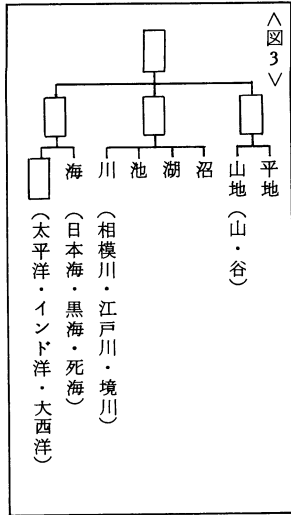 〈図3〉
平地
山地(山・谷)
沼
湖
池
川(相模川・江戸川・境川)
海(日本海・黒海・死海)
(太平洋・インド洋・大西洋)